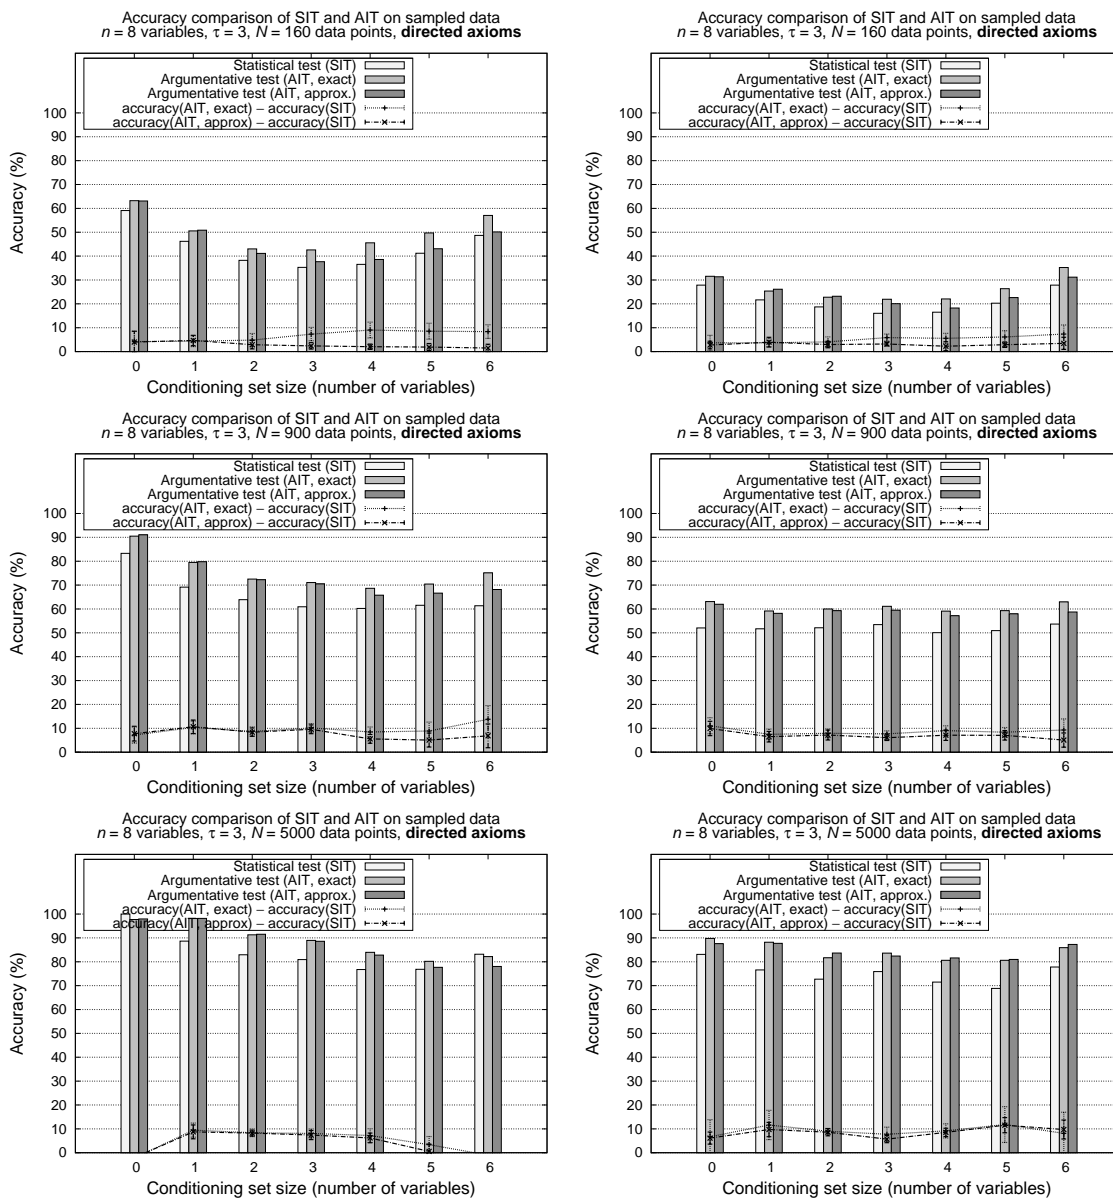 Accuracy comparison of SIT and AIT on sampled data
n = 8 variables, τ = 3, N = 160 data points, directed axioms
Statistical test (SIT)
Argumentative test (AIT, exact)
Argumentative test (AIT, approx.)
accuracy(AIT, exact) − accuracy(SIT)
accuracy(AIT, approx) − accuracy(SIT)
100
90
80
70
60
50
40
30
20
10
0
Accuracy (%)
0 1 2 3 4 5 6
Conditioning set size (number of variables)
Accuracy comparison of SIT and AIT on sampled data
n = 8 variables, τ = 3, N = 160 data points, directed axioms
Statistical test (SIT)
Argumentative test (AIT, exact)
Argumentative test (AIT, approx.)
accuracy(AIT, exact) − accuracy(SIT)
accuracy(AIT, approx) − accuracy(SIT)
100
90
80
70
60
50
40
30
20
10
0
Accuracy (%)
0 1 2 3 4 5 6
Conditioning set size (number of variables)
Accuracy comparison of SIT and AIT on sampled data
n = 8 variables, τ = 3, N = 900 data points, directed axioms
Statistical test (SIT)
Argumentative test (AIT, exact)
Argumentative test (AIT, approx.)
accuracy(AIT, exact) − accuracy(SIT)
accuracy(AIT, approx) − accuracy(SIT)
100
90
80
70
60
50
40
30
20
10
0
Accuracy (%)
0 1 2 3 4 5 6
Conditioning set size (number of variables)
Accuracy comparison of SIT and AIT on sampled data
n = 8 variables, τ = 3, N = 900 data points, directed axioms
Statistical test (SIT)
Argumentative test (AIT, exact)
Argumentative test (AIT, approx.)
accuracy(AIT, exact) − accuracy(SIT)
accuracy(AIT, approx) − accuracy(SIT)
100
90
80
70
60
50
40
30
20
10
0
Accuracy (%)
0 1 2 3 4 5 6
Conditioning set size (number of variables)
Accuracy comparison of SIT and AIT on sampled data
n = 8 variables, τ = 3, N = 5000 data points, directed axioms
Statistical test (SIT)
Argumentative test (AIT, exact)
Argumentative test (AIT, approx.)
accuracy(AIT, exact) − accuracy(SIT)
accuracy(AIT, approx) − accuracy(SIT)
100
90
80
70
60
50
40
30
20
10
0
Accuracy (%)
0 1 2 3 4 5 6
Conditioning set size (number of variables)
Accuracy comparison of SIT and AIT on sampled data
n = 8 variables, τ = 3, N = 5000 data points, directed axioms
Statistical test (SIT)
Argumentative test (AIT, exact)
Argumentative test (AIT, approx.)
accuracy(AIT, exact) − accuracy(SIT)
accuracy(AIT, approx) − accuracy(SIT)
100
90
80
70
60
50
40
30
20
10
0
Accuracy (%)
0 1 2 3 4 5 6
Conditioning set size (number of variables)